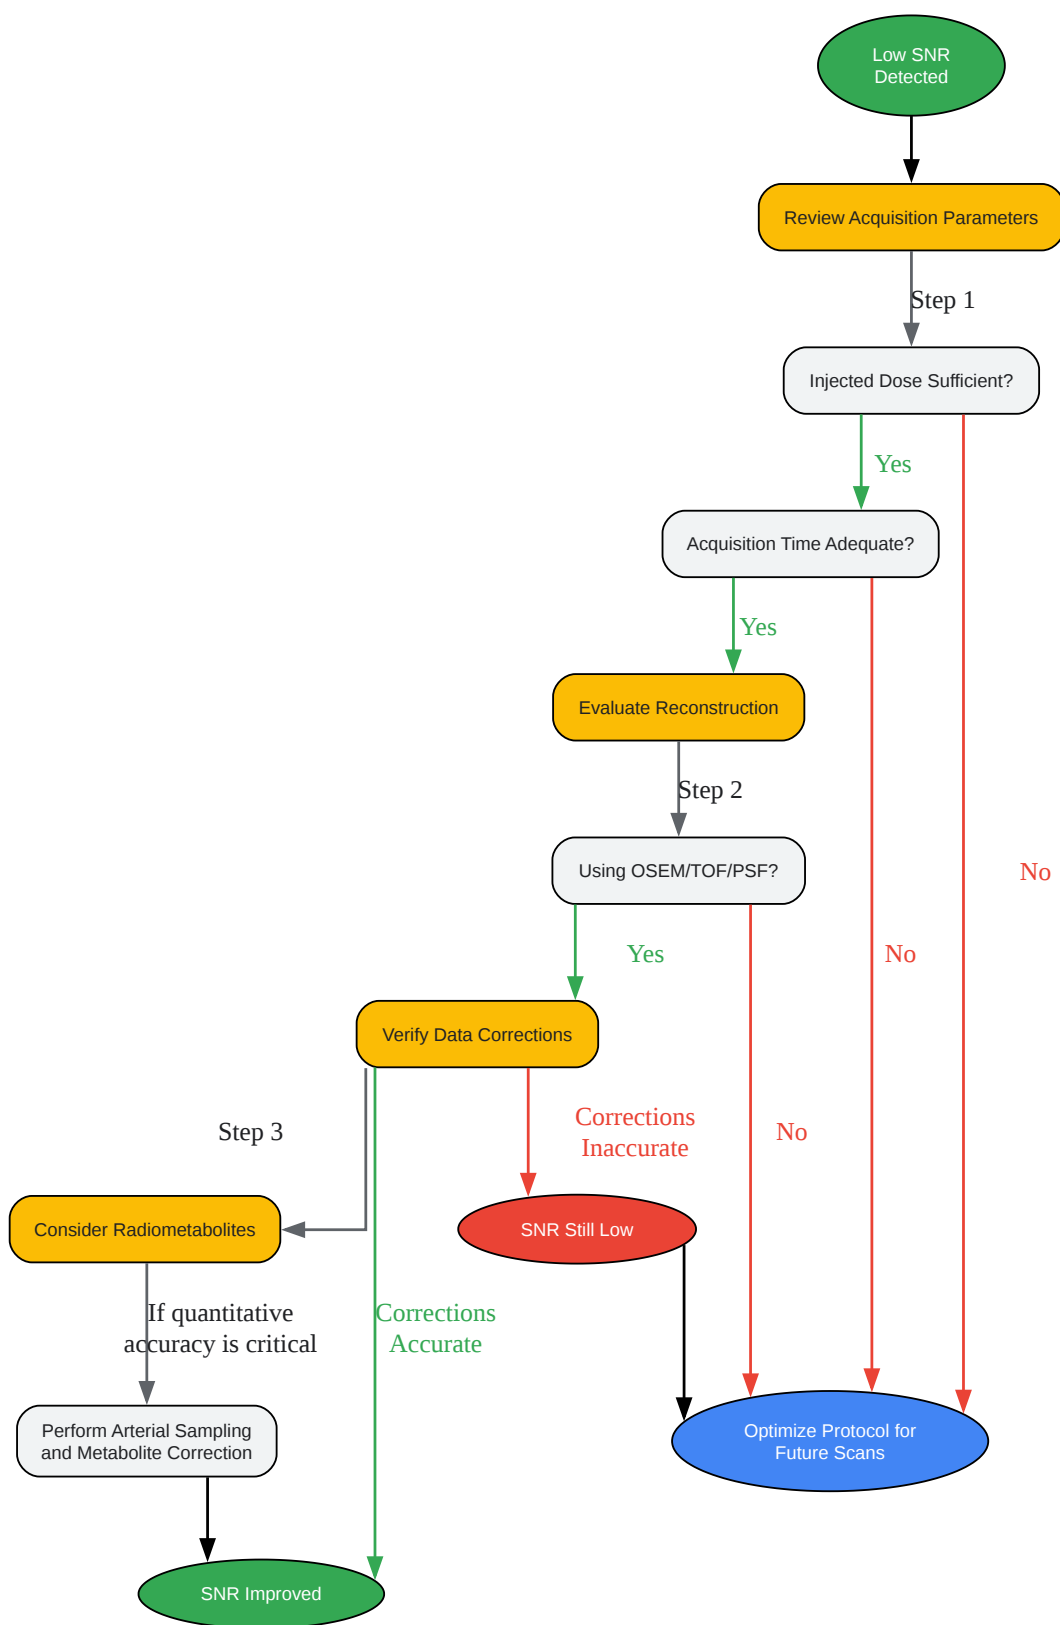 Low SNR
Detected
Review Acquisition Parameters
Step 1
Injected Dose Sufficient?
Yes
Acquisition Time Adequate?
Yes
Evaluate Reconstruction
Step 2
Using OSEM/TOF/PSF?
No
Yes
No
Verify Data Corrections
Step 3
Corrections
Inaccurate
No
Consider Radiometabolites
SNR Still Low
If quantitative
accuracy is critical
Corrections
Accurate
Perform Arterial Sampling
and Metabolite Correction
Optimize Protocol for
Future Scans
SNR Improved